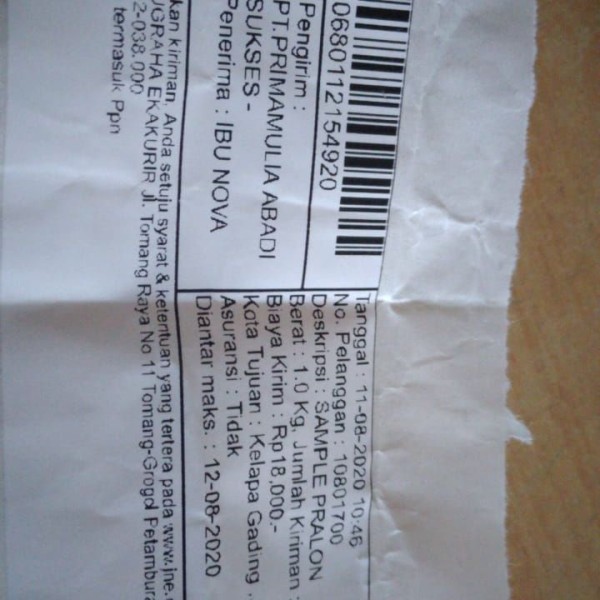 0680112154920
Pengirim :
PT.PRIMAMULIA ABADI
SUKSES -
Penerima : IBU NOVA
Tanggal : 11-08-2020 10:46
No. Pelanggan : 10801700
Deskripsi : SAMPLE PRALON
Berat : 1.0 Kg, Jumlah Kiriman :
Biaya Kirim : Rp18,000.-
Kota Tujuan : Kelapa Gading ,
Asuransi : Tidak
Diantar maks. : 12-08-2020
kan kiriman, Anda setuju syarat & ketentuan yang tertera pada www.jne.
UGRAHA EKAKURIR Jl. Tomang Raya No 11 Tomang-Grogol Petambura
2-038.000
termasuk Ppn